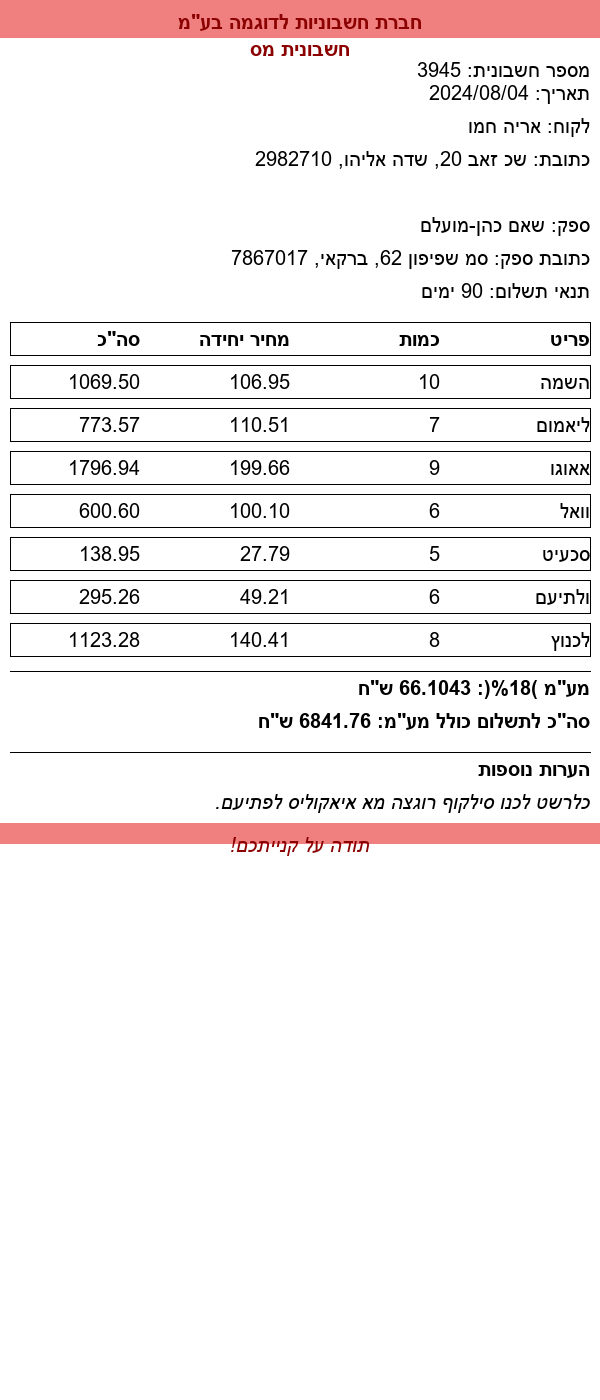 חברת חשבוניות לדוגמה בע"מ
חשבונית מס
מספר חשבונית: 3945
תאריך: 2024/08/04
לקוח: אריה חמו
כתובת: שכ זאב 20, שדה אליהו, 2982710
ספק: שאם כהן-מועלם
כתובת ספק: סמ שפיפון 62, ברקאי, 7867017
תנאי תשלום: 90 ימים
פריט כמות מחיר יחידה סה"כ
השמה 10 106.95 1069.50
ליאמום 7 110.51 773.57
אאוגו 9 199.66 1796.94
וואל 6 100.10 600.60
סכעיט 5 27.79 138.95
ולתיעם 6 49.21 295.26
לכנוץ 8 140.41 1123.28
מע"מ )18%(: 66.1043 ש"ח
סה"כ לתשלום כולל מע"מ: 6841.76 ש"ח
הערות נוספות
כלרשט לכנו סילקוף רוגצה מא איאקוליס לפתיעם.
תודה על קנייתכם!